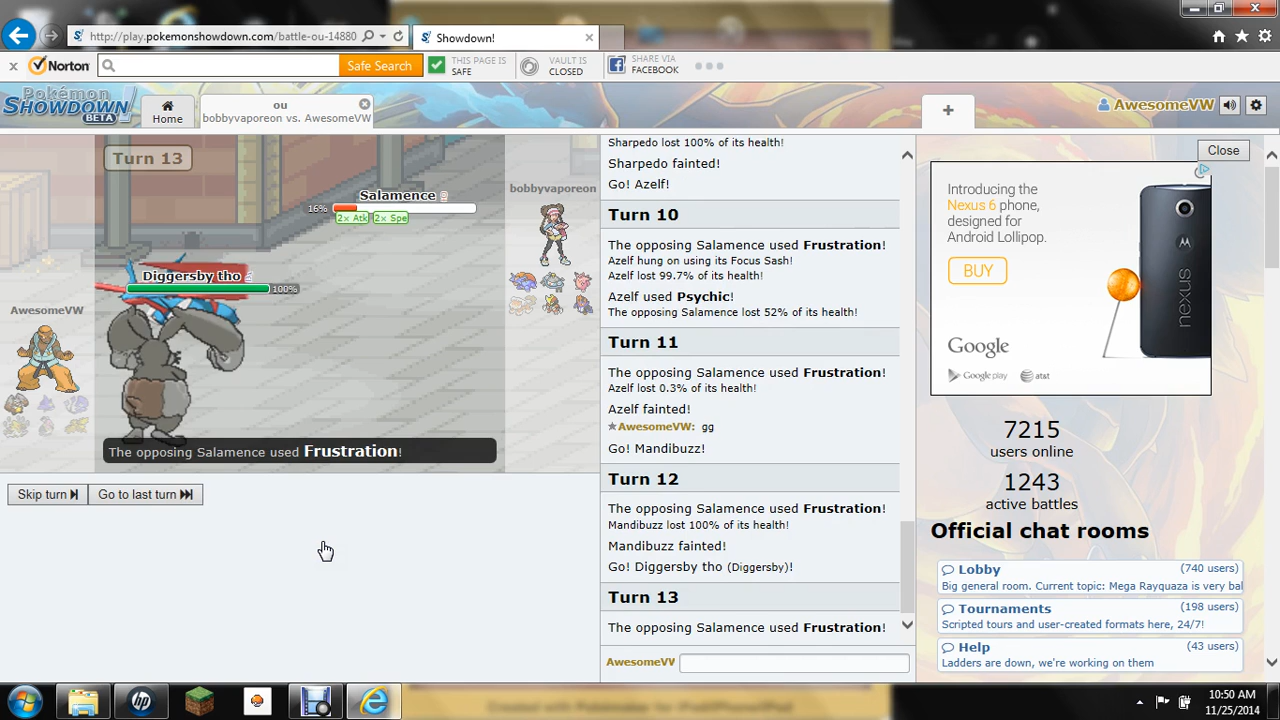 http://play.pokemonshowdown.com/battle-ou-14880
Showdown!
Norton
Safe Search
THIS PAGE IS
SAFE
VAULT IS
CLOSED
SHARE VIA
FACEBOOK
Pokémon
SHOWDOWN!
BETA
Home
ou
bobbyvaporeon vs. AwesomeVW
+
AwesomeVW
Turn 13
Salamence
16%
2x Atk 2x Spe
Diggersby tho
100%
AwesomeVW
bobbyvaporeon
The opposing Salamence used Frustration!
Skip turn
Go to last turn
Sharpedo lost 100% of its health!
Sharpedo fainted!
Go! Azelf!
Turn 10
The opposing Salamence used Frustration!
Azelf hung on using its Focus Sash!
Azelf lost 99.7% of its health!
Azelf used Psychic!
The opposing Salamence lost 52% of its health!
Turn 11
The opposing Salamence used Frustration!
Azelf lost 0.3% of its health!
Azelf fainted!
★AwesomeVW: gg
Go! Mandibuzz!
Turn 12
The opposing Salamence used Frustration!
Mandibuzz lost 100% of its health!
Mandibuzz fainted!
Go! Diggersby tho (Diggersby)!
Turn 13
The opposing Salamence used Frustration!
AwesomeVW
Close
Introducing the
Nexus 6 phone,
designed for
Android Lollipop.
BUY
Google
Google play
at&t
nexus
7215
users online
1243
active battles
Official chat rooms
Lobby (740 users)
Big general room. Current topic: Mega Rayquaza is very bal
Tournaments (198 users)
Scripted tours and user-created formats here, 24/7!
Help (43 users)
Ladders are down, we're working on them
hp
10:50 AM
11/25/2014